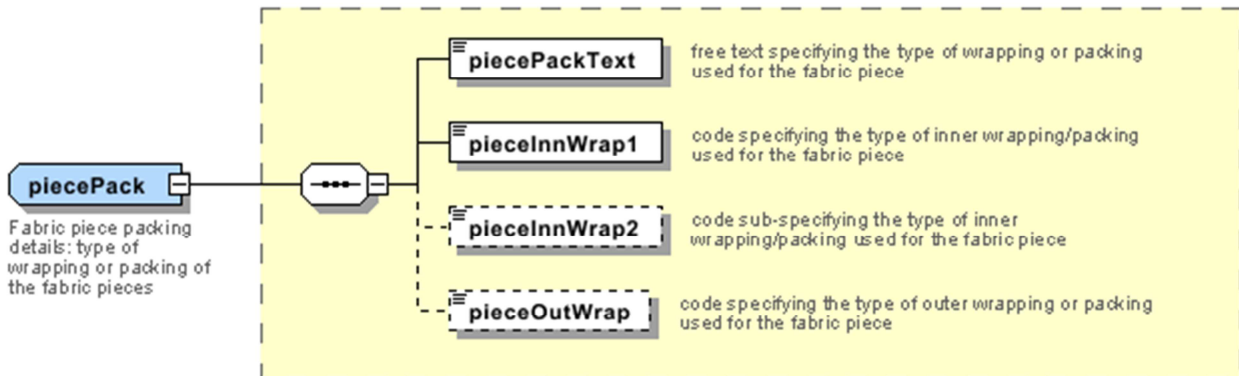 piecePackText
free text specifying the type of wrapping or packing
used for the fabric piece
pieceInnWrap1
code specifying the type of inner wrapping/packing
used for the fabric piece
piecePack
Fabric piece packing
details: type of
wrapping or packing of
the fabric pieces
pieceInnWrap2
code sub-specifying the type of inner
wrapping/packing used for the fabric piece
pieceOutWrap
code specifying the type of outer wrapping or packing
used for the fabric piece